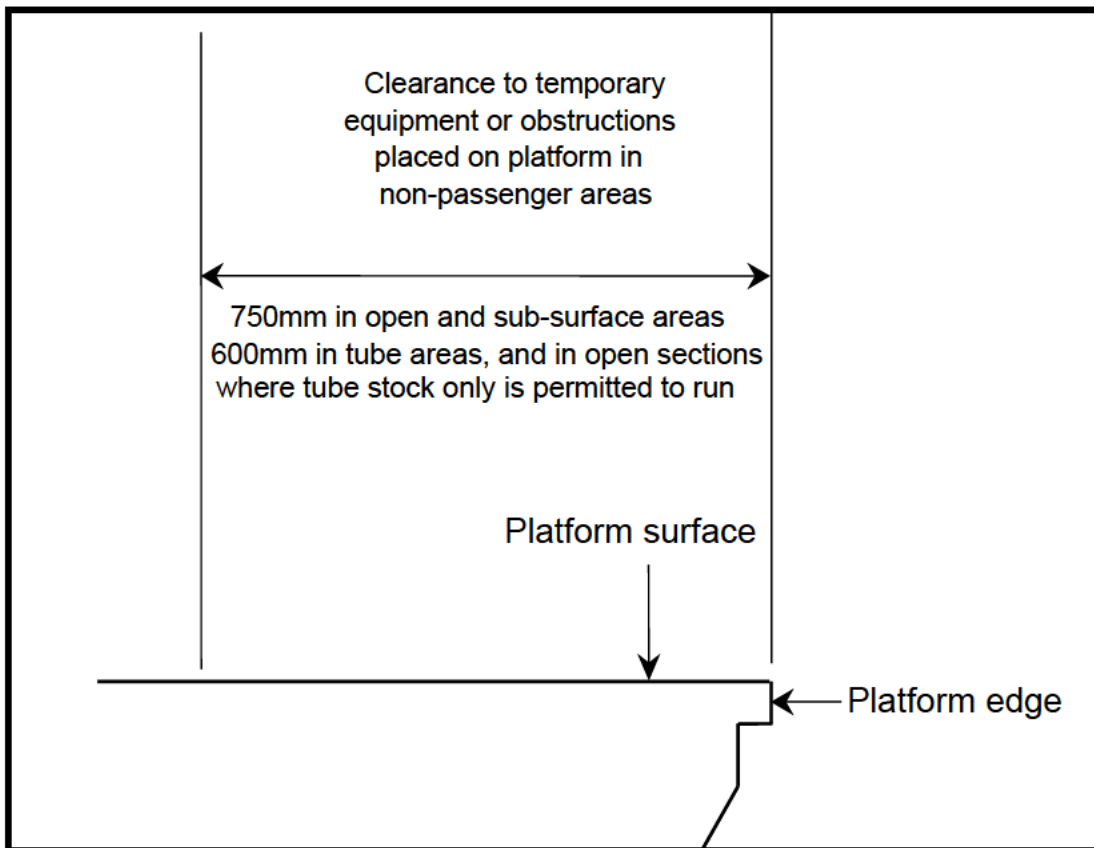 Clearance to temporary
equipment or obstructions
placed on platform in
non-passenger areas
750mm in open and sub-surface areas
600mm in tube areas, and in open sections
where tube stock only is permitted to run
Platform surface
Platform edge